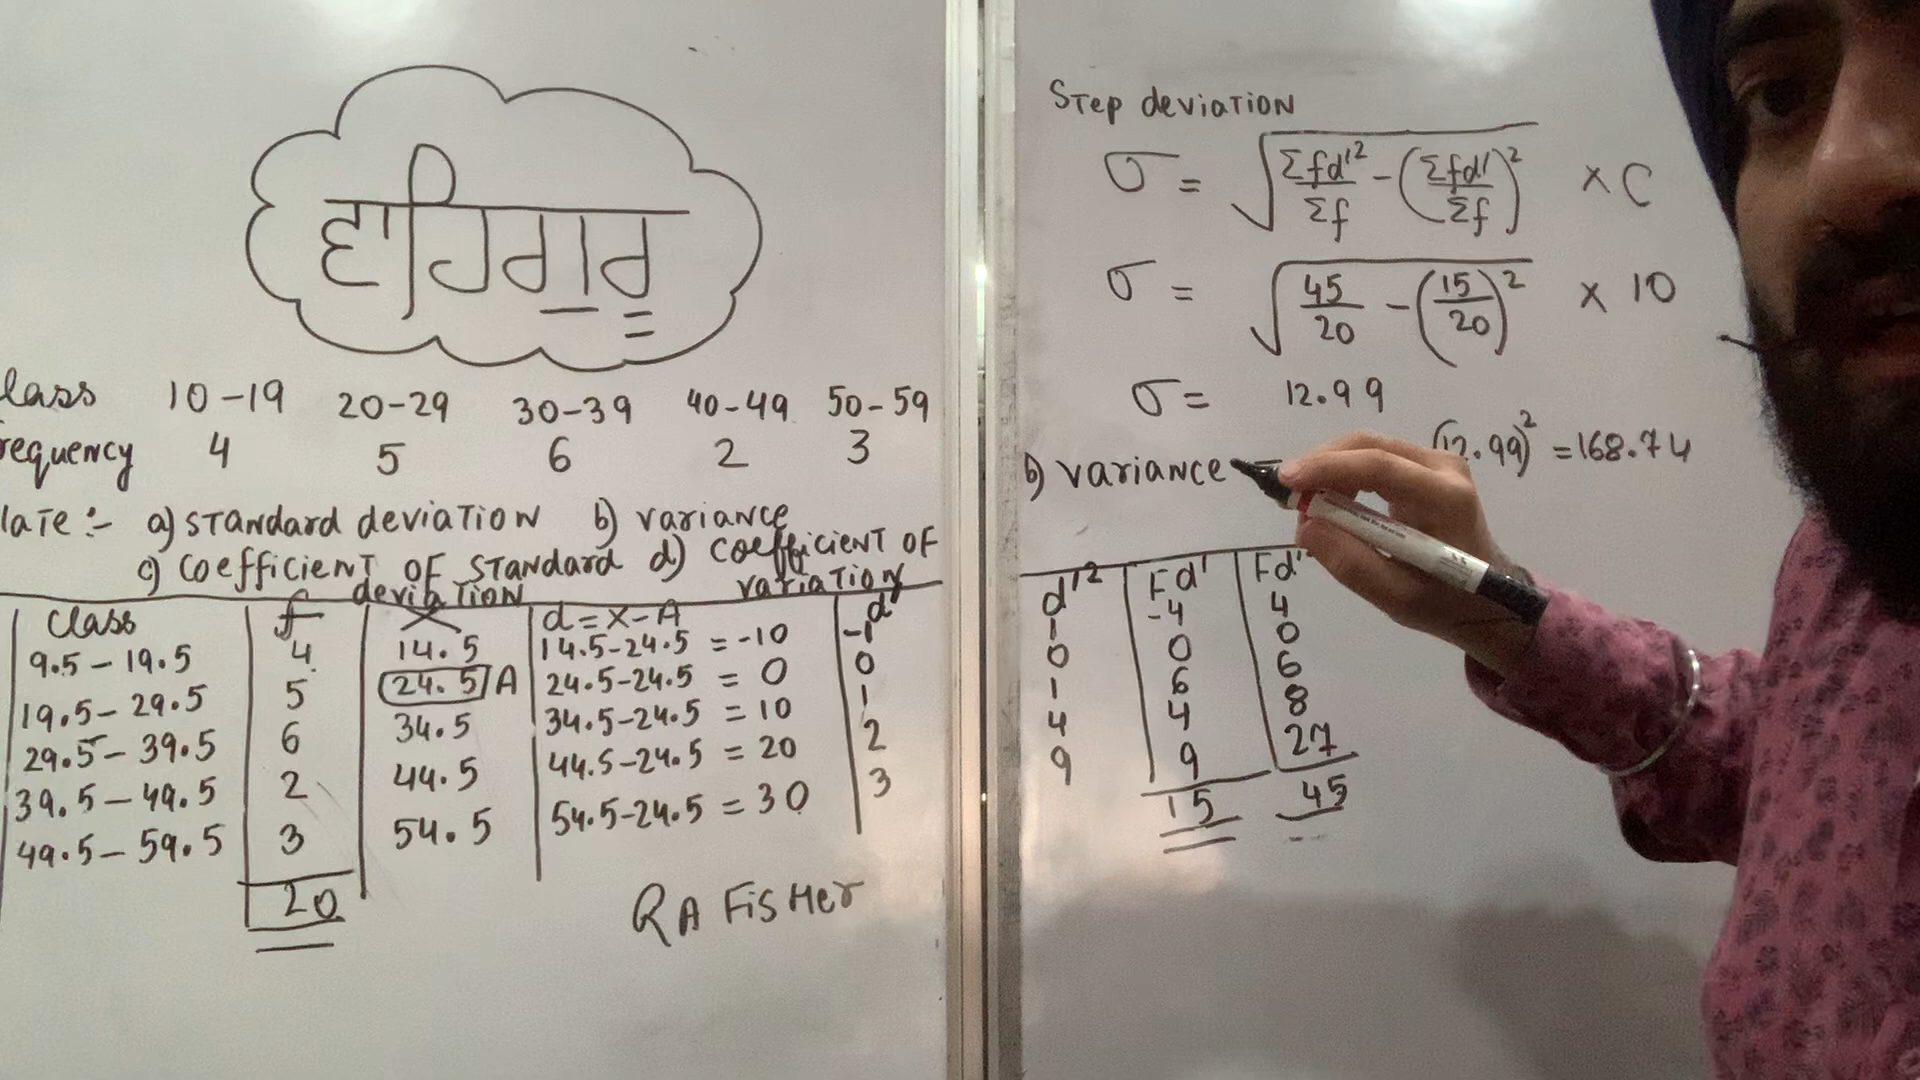 ਵਾਹਿਗੁਰੂ
lass 10-19 20-29 30-39 40-49 50-59
requency 4 5 6 2 3
late:- a) standard deviation b) variance
c) coefficient of standard deviation d) coefficient of variation
class f X d=X-A d'
9.5-19.5 4 14.5 14.5-24.5 = -10 -1
19.5-29.5 5 24.5 A 24.5-24.5 = 0 0
29.5-39.5 6 34.5 34.5-24.5 = 10 1
39.5-49.5 2 44.5 44.5-24.5 = 20 2
49.5-59.5 3 54.5 54.5-24.5 = 30 3
20
RA Fisher
Step deviation
σ = √(Σfd'²/Σf - (Σfd'/Σf)²) × C
σ = √(45/20 - (15/20)²) × 10
σ = 12.99
b) variance = (12.99)² = 168.74
d'² Fd' Fd'
1 -4 4
0 0 0
1 6 6
4 4 8
9 9 27
15 45